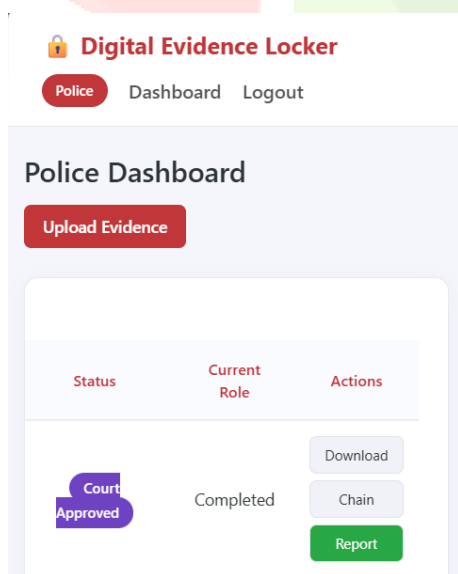 Digital Evidence Locker
Police Dashboard Logout
Police Dashboard
Upload Evidence
Status Current Role Actions
Court Approved Completed Download
Chain
Report